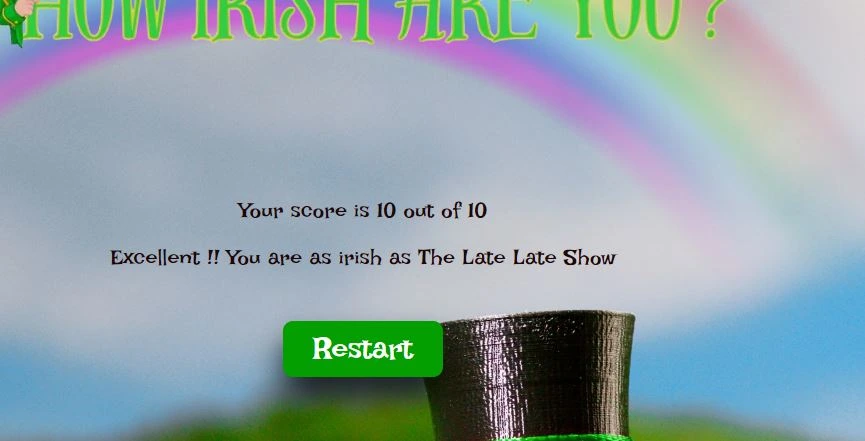 HOW IRISH ARE YOU?
Your score is 10 out of 10
Excellent !! You are as irish as The Late Late Show
Restart